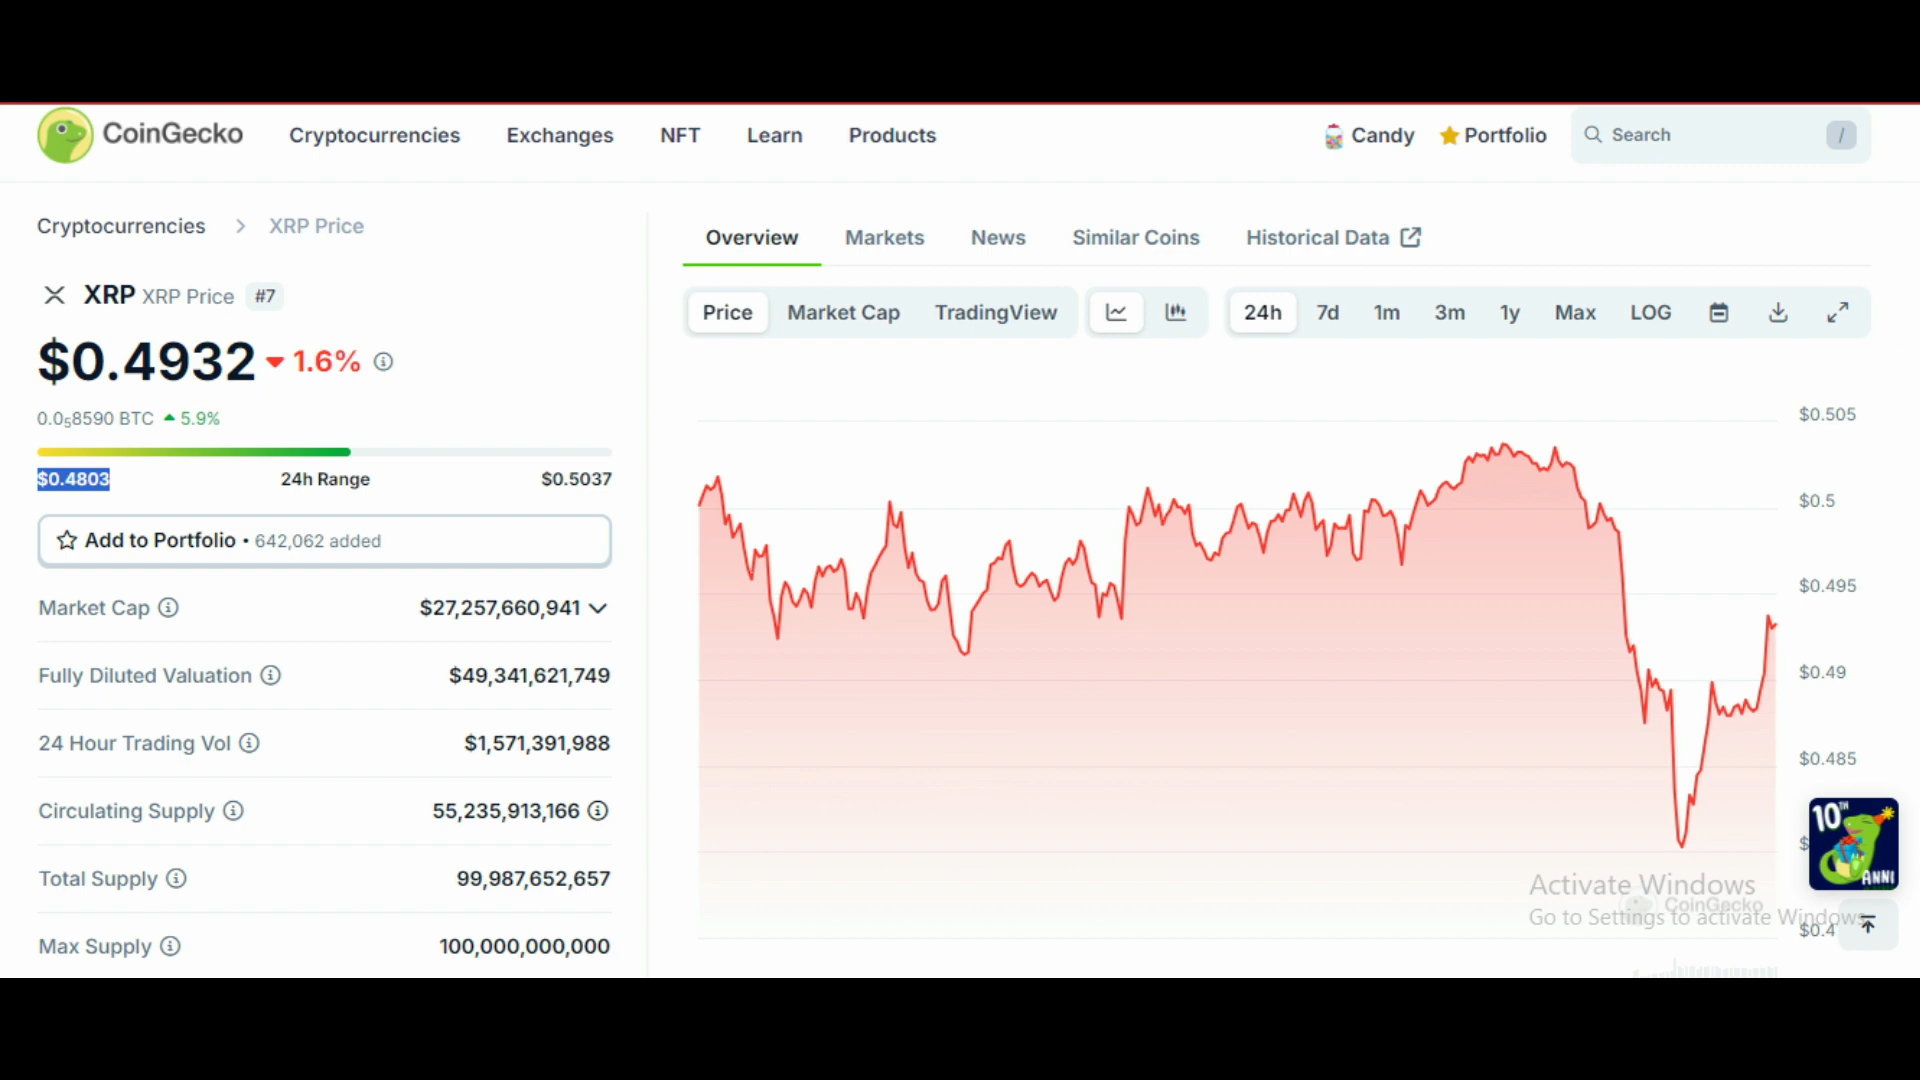 CoinGecko Cryptocurrencies Exchanges NFT Learn Products Candy Portfolio Search /
Cryptocurrencies > XRP Price
XRP XRP Price #7
$0.4932 1.6%
0.0₅8590 BTC 5.9%
$0.4803 24h Range $0.5037
Add to Portfolio • 642,062 added
Market Cap $27,257,660,941
Fully Diluted Valuation $49,341,621,749
24 Hour Trading Vol $1,571,391,988
Circulating Supply 55,235,913,166
Total Supply 99,987,652,657
Max Supply 100,000,000,000
Overview Markets News Similar Coins Historical Data
Price Market Cap TradingView 24h 7d 1m 3m 1y Max LOG
$0.505
$0.5
$0.495
$0.49
$0.485
10TH
ANNI
Activate Windows
CoinGecko
Go to Settings to activate Windows.